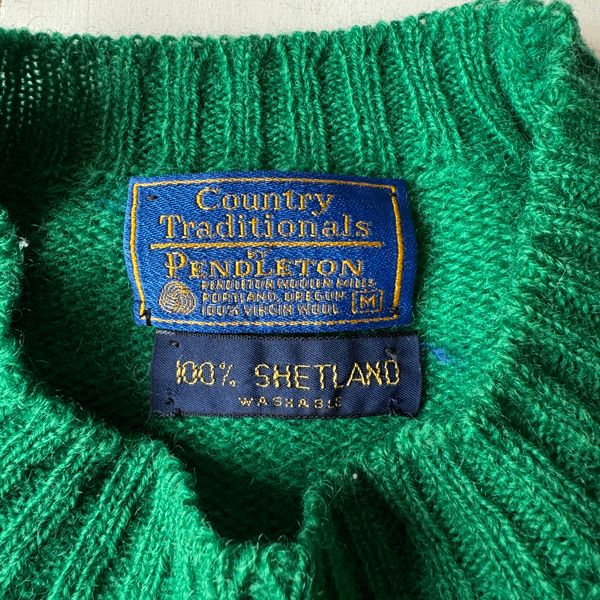 Country
Traditionals
BY
PENDLETON
PENDLETON WOOLEN MILLS
PORTLAND, OREGON
100% VIRGIN WOOL
M
100% SHETLAND
WASHABLE